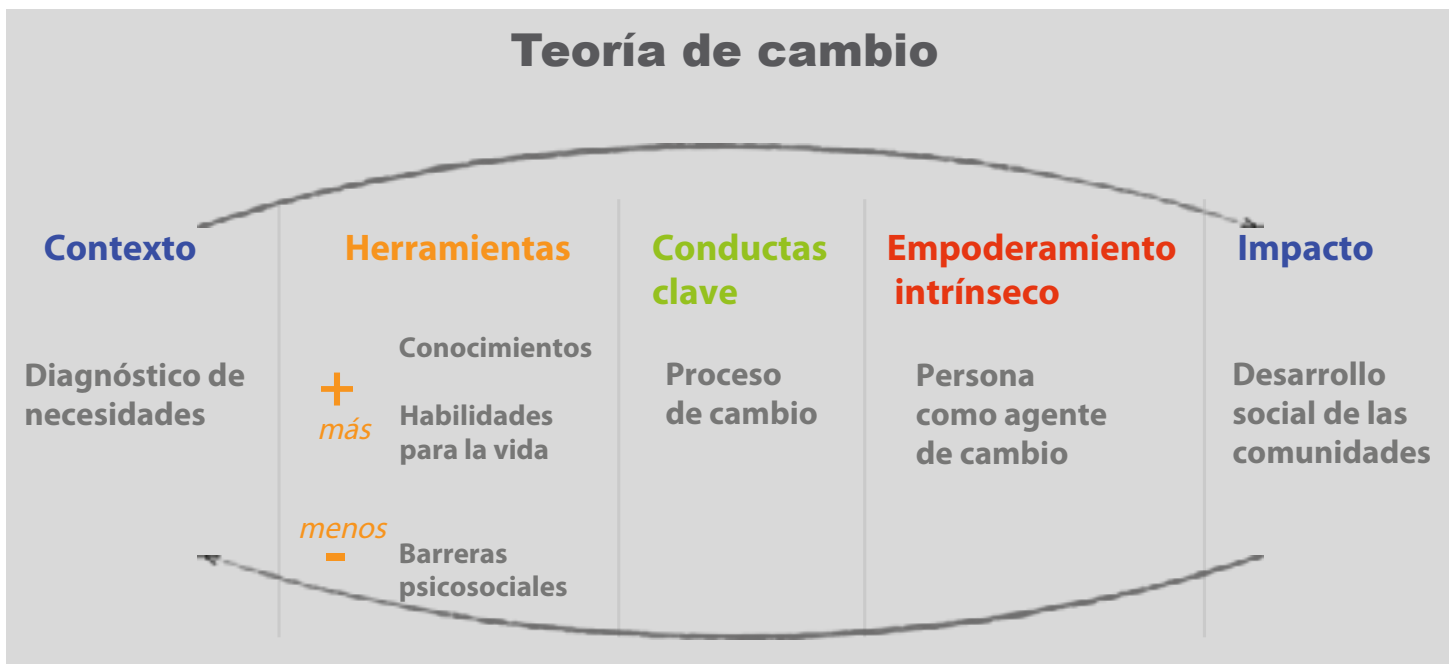 Teoría de cambio
Contexto
Diagnóstico de
necesidades
Herramientas
+
más
Conocimientos
Habilidades
para la vida
menos
-
Barreras
psicosociales
Conductas
clave
Proceso
de cambio
Empoderamiento
intrínseco
Persona
como agente
de cambio
Impacto
Desarrollo
social de las
comunidades